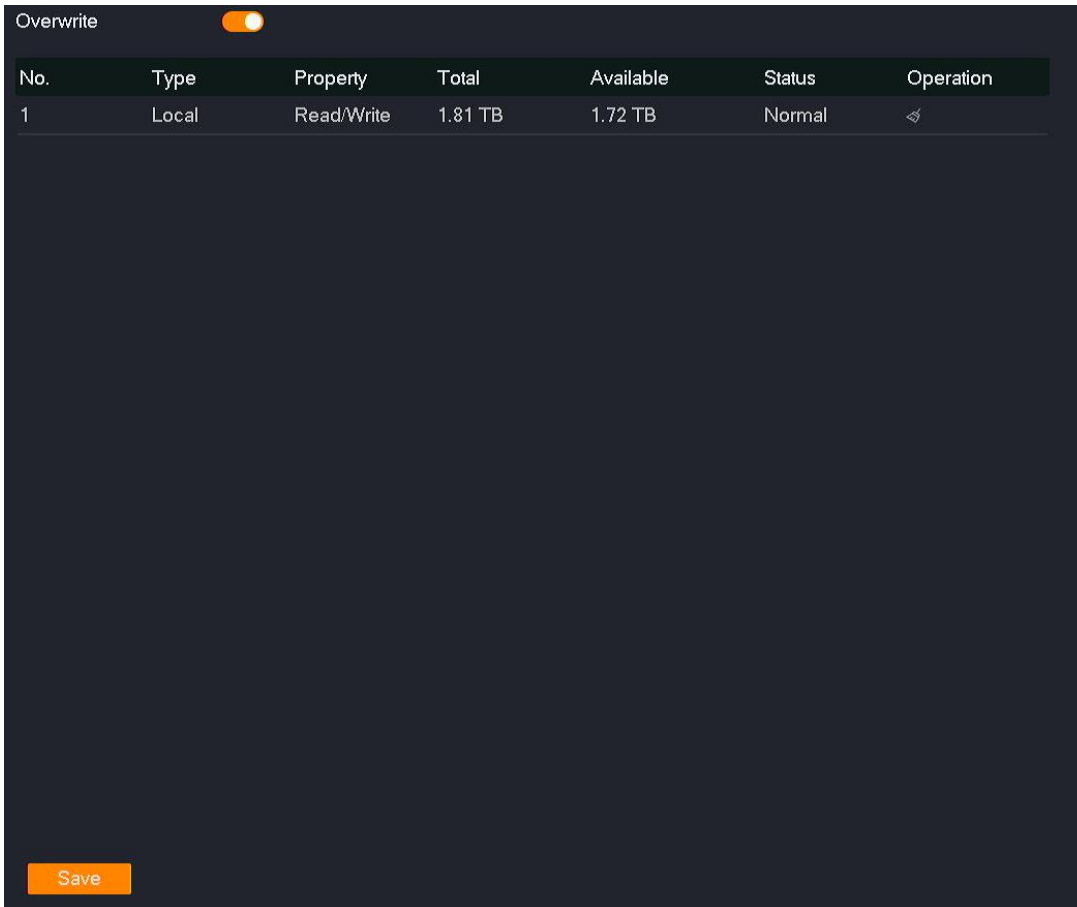 Overwrite
No. Type Property Total Available Status Operation
1 Local Read/Write 1.81 TB 1.72 TB Normal
Save